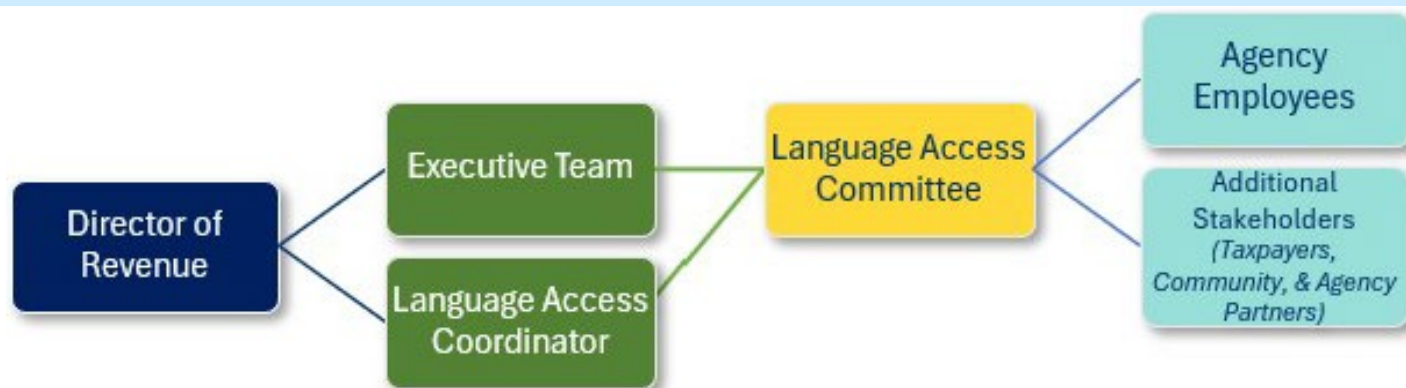 Director of
Revenue
Executive Team
Language Access
Coordinator
Language Access
Committee
Agency
Employees
Additional
Stakeholders
(Taxpayers,
Community, & Agency
Partners)